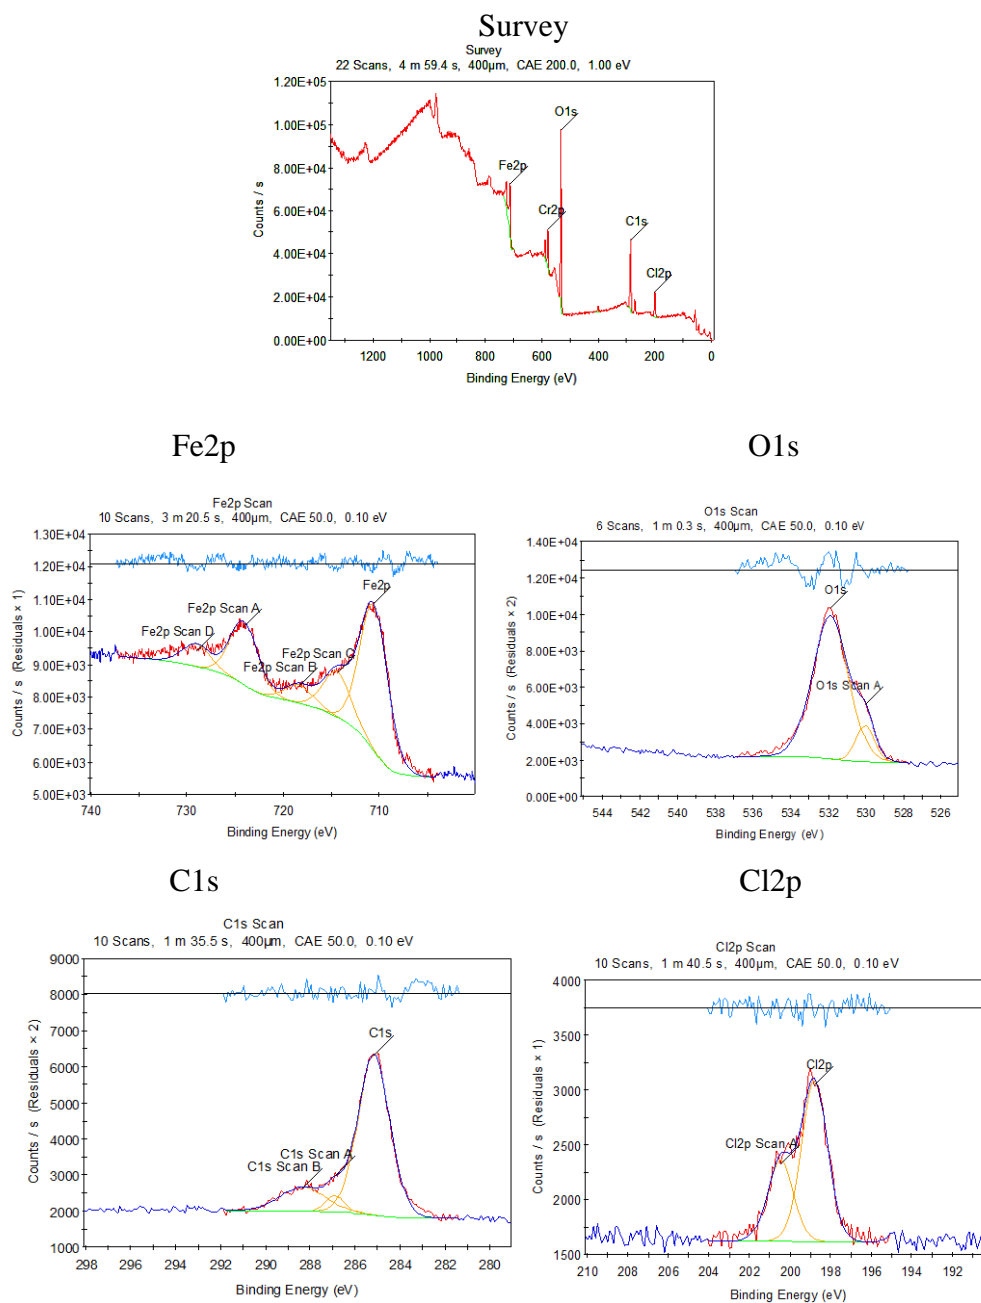 Survey
Survey
22 Scans, 4 m 59.4 s, 400µm, CAE 200.0, 1.00 eV
1.20E+05
1.00E+05
8.00E+04
6.00E+04
4.00E+04
2.00E+04
0.00E+00
Counts / s
O1s
Fe2p
Cr2p
C1s
Cl2p
1200 1000 800 600 400 200 0
Binding Energy (eV)
Fe2p
Fe2p Scan
10 Scans, 3 m 20.5 s, 400µm, CAE 50.0, 0.10 eV
1.30E+04
1.20E+04
1.10E+04
1.00E+04
9.00E+03
8.00E+03
7.00E+03
6.00E+03
5.00E+03
Counts / s (Residuals × 1)
Fe2p
Fe2p Scan A
Fe2p Scan D
Fe2p Scan C
Fe2p Scan B
740 730 720 710
Binding Energy (eV)
O1s
O1s Scan
6 Scans, 1 m 0.3 s, 400µm, CAE 50.0, 0.10 eV
1.40E+04
1.20E+04
1.00E+04
8.00E+03
6.00E+03
4.00E+03
2.00E+03
0.00E+00
Counts / s (Residuals × 2)
O1s
O1s Scan A
544 542 540 538 536 534 532 530 528 526
Binding Energy (eV)
C1s
C1s Scan
10 Scans, 1 m 35.5 s, 400µm, CAE 50.0, 0.10 eV
9000
8000
7000
6000
5000
4000
3000
2000
1000
Counts / s (Residuals × 2)
C1s
C1s Scan A
C1s Scan B
298 296 294 292 290 288 286 284 282 280
Binding Energy (eV)
Cl2p
Cl2p Scan
10 Scans, 1 m 40.5 s, 400µm, CAE 50.0, 0.10 eV
4000
3500
3000
2500
2000
1500
Counts / s (Residuals × 1)
Cl2p
Cl2p Scan A
210 208 206 204 202 200 198 196 194 192
Binding Energy (eV)